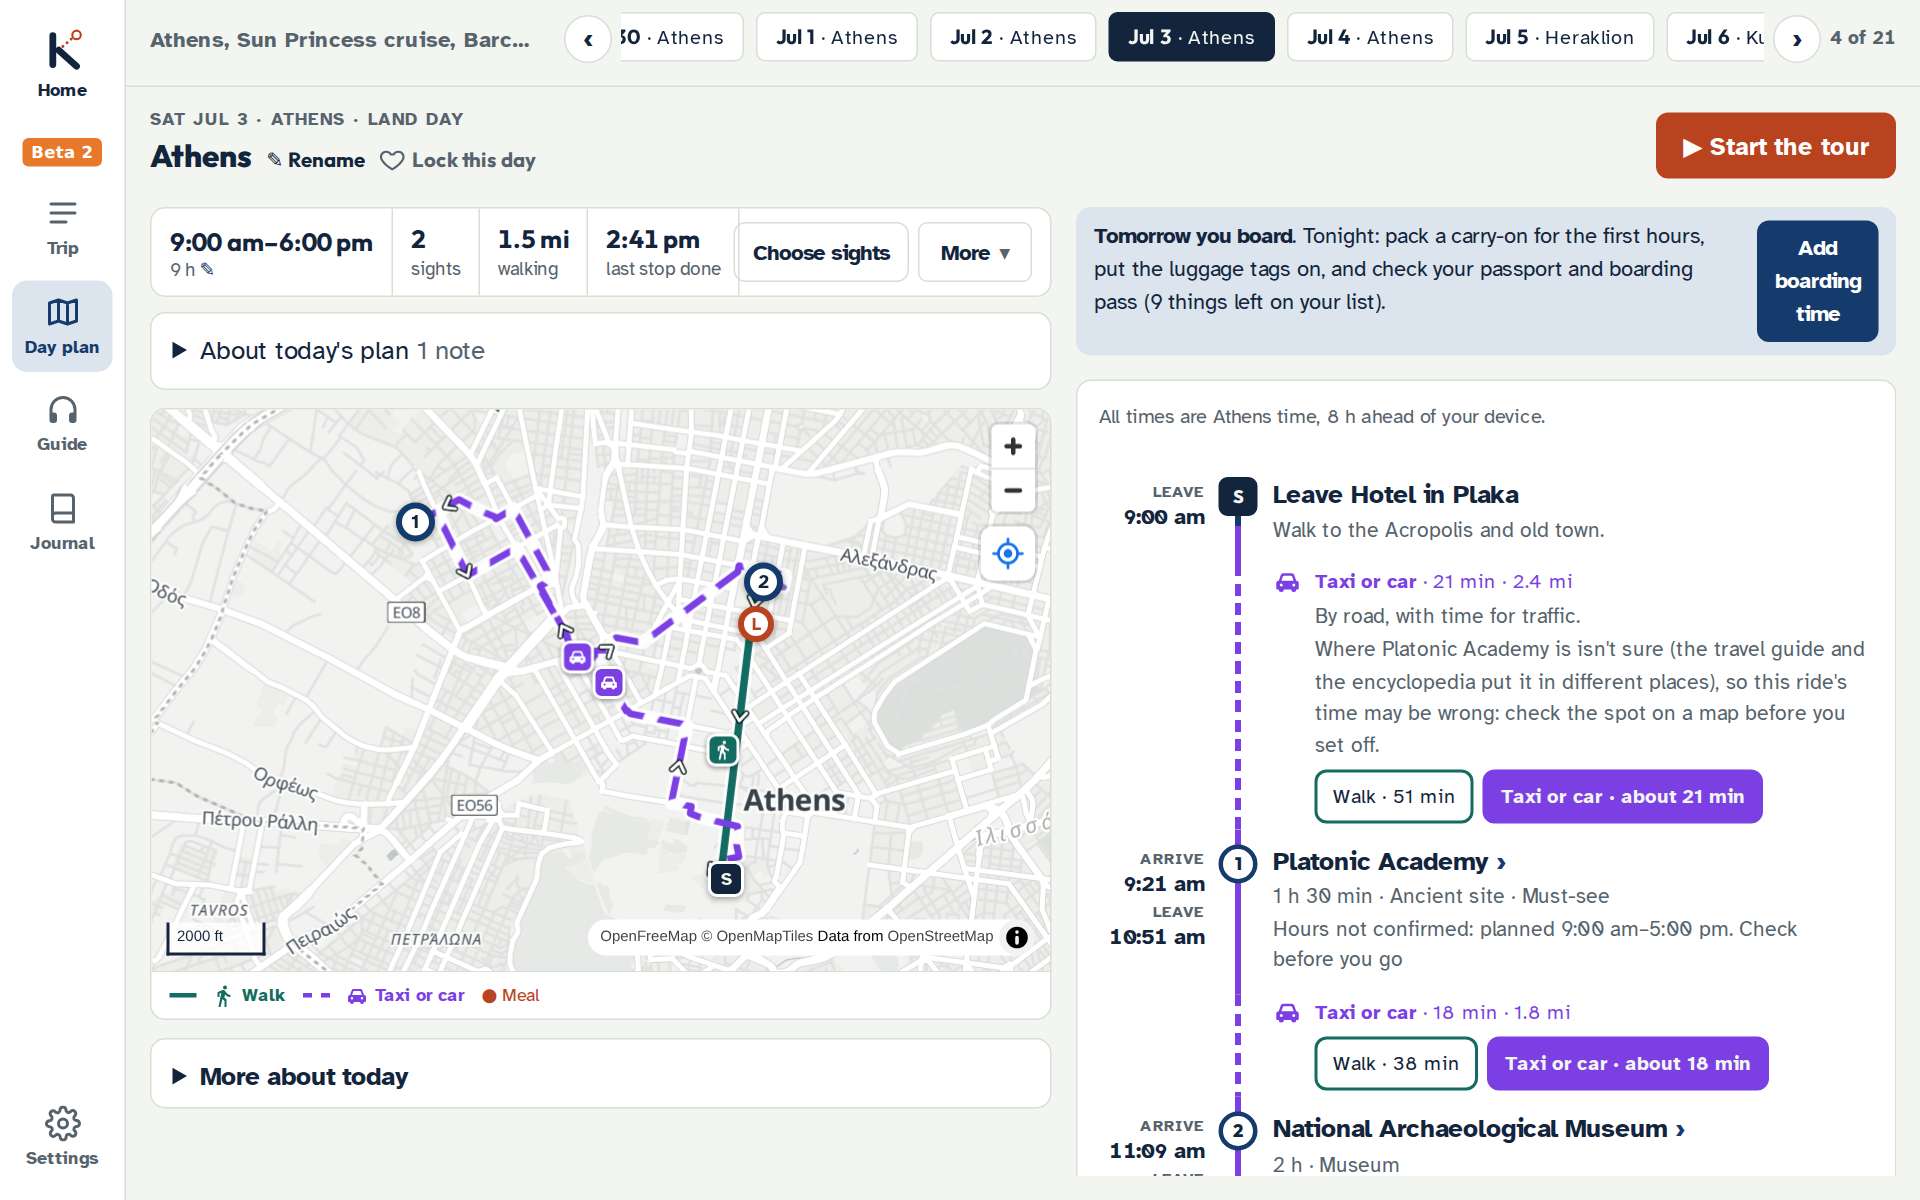 Home
Beta 2
Trip
Day plan
Guide
Journal
Settings
Athens, Sun Princess cruise, Barc...
‹
30 · Athens
Jul 1 · Athens
Jul 2 · Athens
Jul 3 · Athens
Jul 4 · Athens
Jul 5 · Heraklion
Jul 6 · Ku
›
4 of 21
SAT JUL 3 · ATHENS · LAND DAY
Athens ✎ Rename ♡ Lock this day
▶ Start the tour
9:00 am–6:00 pm
9 h ✎
2
sights
1.5 mi
walking
2:41 pm
last stop done
Choose sights
More ▼
▶ About today's plan 1 note
1
2
L
S
+
−
Αλεξάνδρας
Οδός
EO8
Ορφέως
EO56
Πέτρου Ράλλη
Athens
Ιλισσό
TAVROS
Πειραιώς
ΠΕΤΡΑΛΩΝΑ
2000 ft
OpenFreeMap © OpenMapTiles Data from OpenStreetMap
Walk
Taxi or car
Meal
▶ More about today
Tomorrow you board. Tonight: pack a carry-on for the first hours,
put the luggage tags on, and check your passport and boarding
pass (9 things left on your list).
Add
boarding
time
All times are Athens time, 8 h ahead of your device.
LEAVE
9:00 am
S
Leave Hotel in Plaka
Walk to the Acropolis and old town.
Taxi or car · 21 min · 2.4 mi
By road, with time for traffic.
Where Platonic Academy is isn't sure (the travel guide and
the encyclopedia put it in different places), so this ride's
time may be wrong: check the spot on a map before you
set off.
Walk · 51 min
Taxi or car · about 21 min
ARRIVE
9:21 am
LEAVE
10:51 am
1
Platonic Academy ›
1 h 30 min · Ancient site · Must-see
Hours not confirmed: planned 9:00 am–5:00 pm. Check
before you go
Taxi or car · 18 min · 1.8 mi
Walk · 38 min
Taxi or car · about 18 min
ARRIVE
11:09 am
LEAVE
2
National Archaeological Museum ›
2 h · Museum